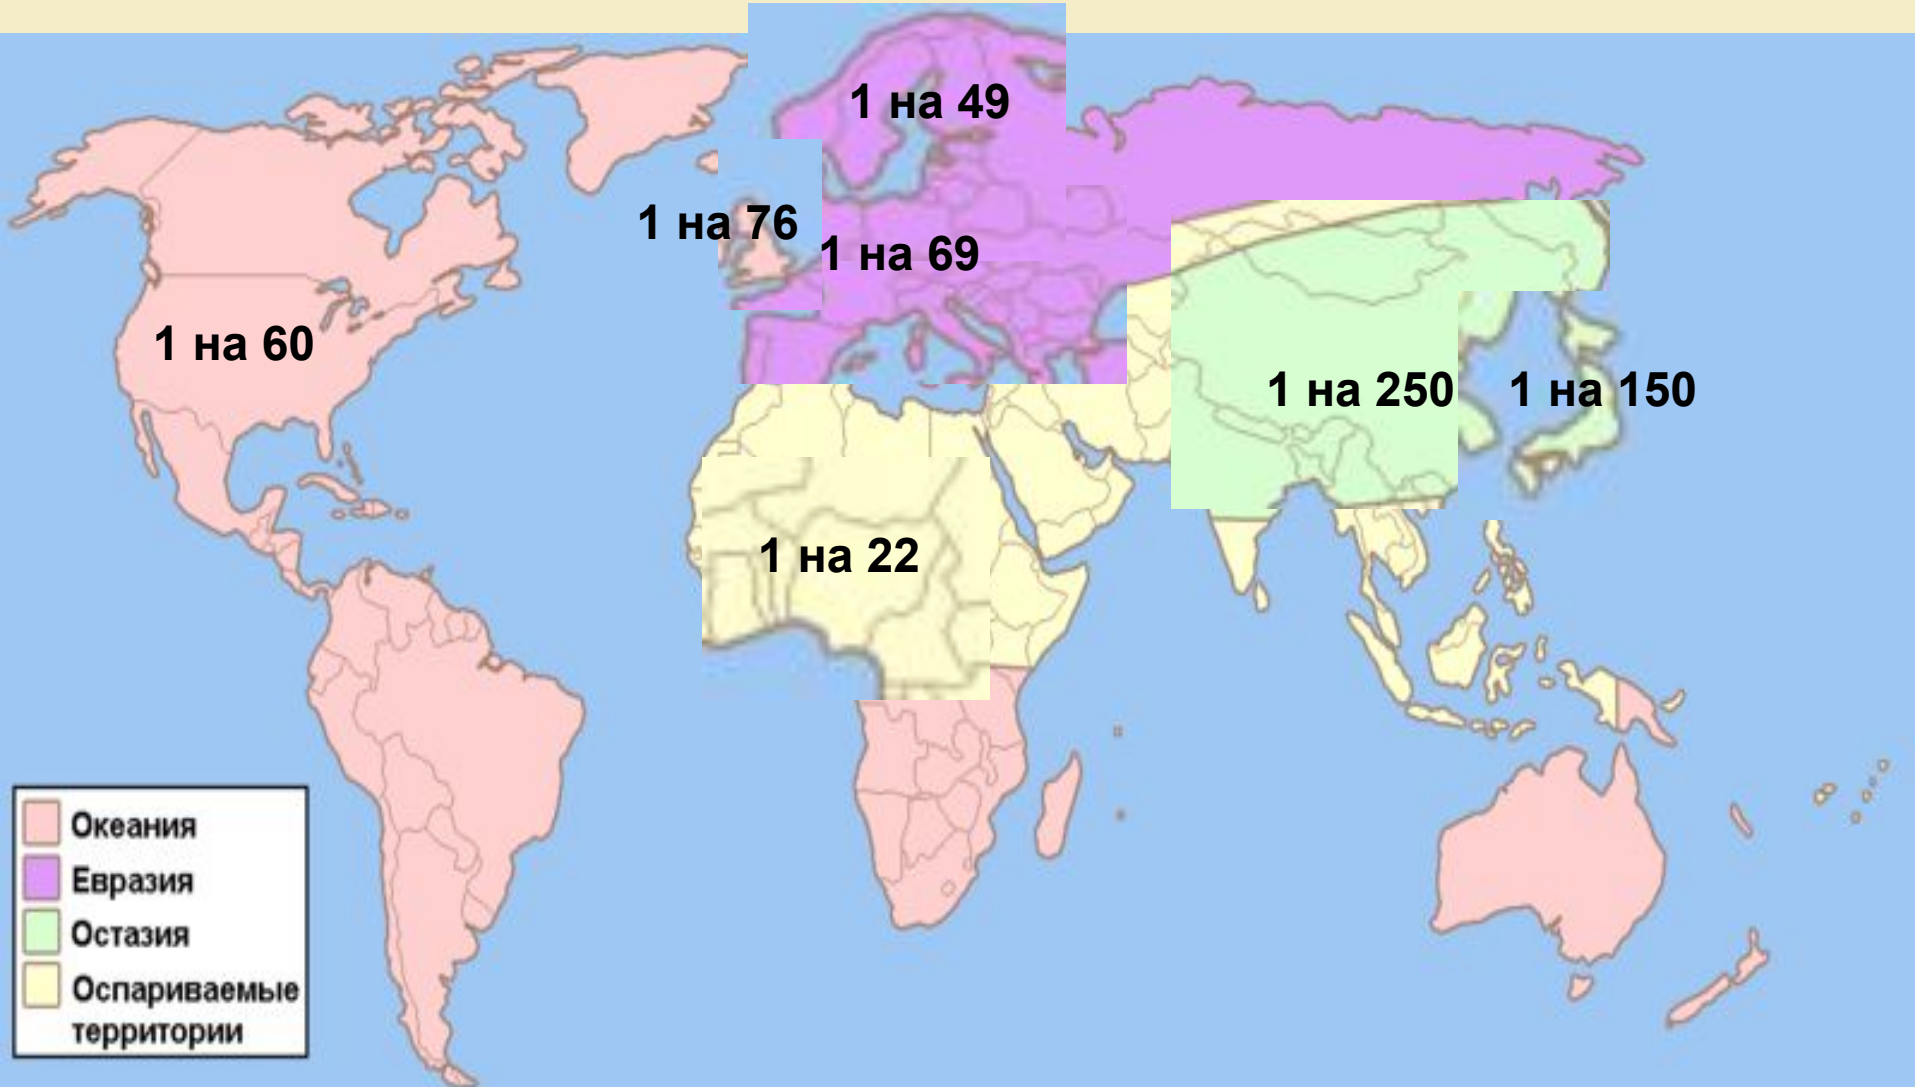 1 на 49
1 на 76
1 на 69
1 на 60
1 на 250
1 на 150
1 на 22
Океания
Евразия
Остазия
Оспариваемые
территории